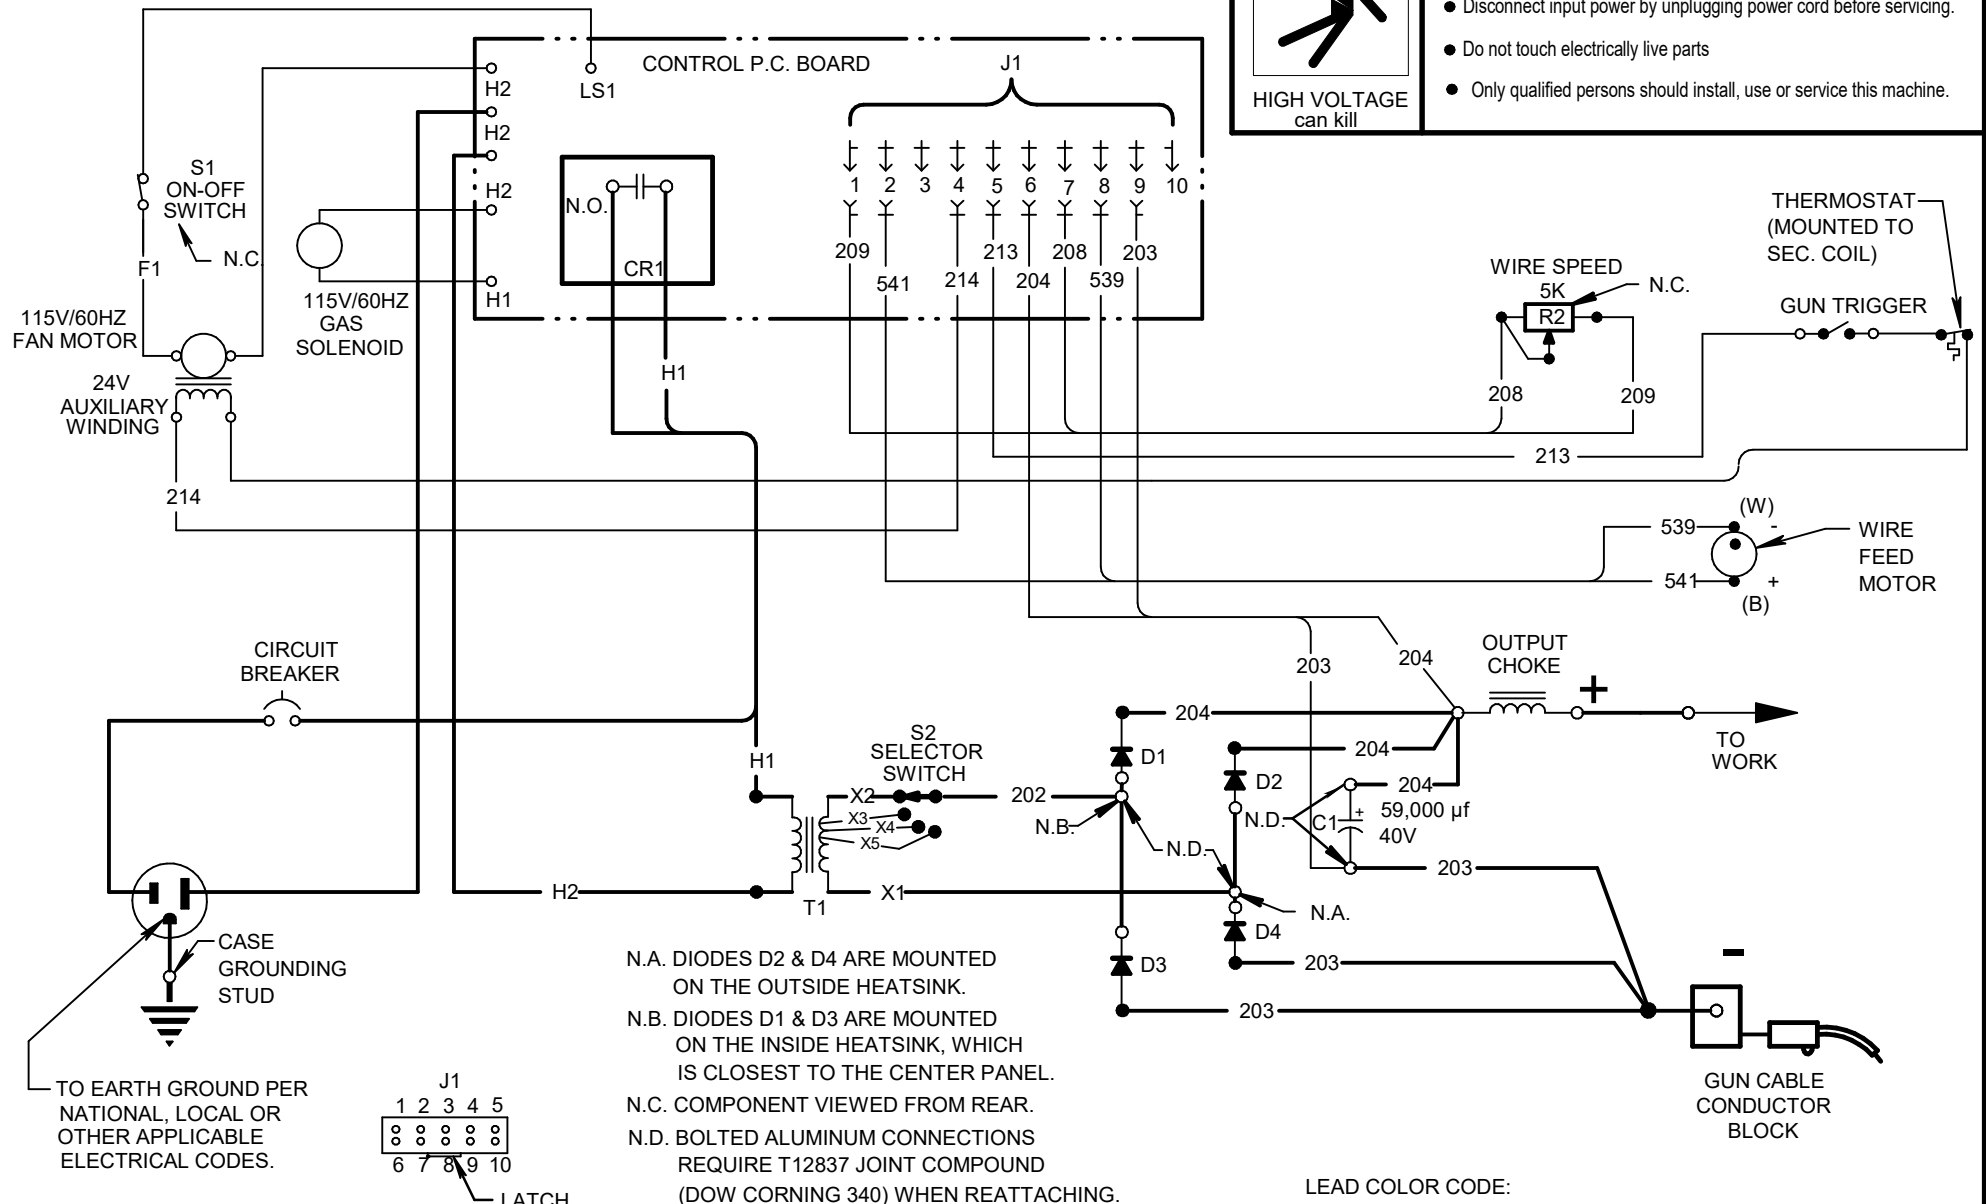 Disconnect input power by unplugging power cord before servicing.
Do not touch electrically live parts
Only qualified persons should install, use or service this machine.
HIGH VOLTAGE
can kill
CONTROL P.C. BOARD
J1
LS1
H2
H2
H2
H1
N.O.
CR1
1 2 3 4 5 6 7 8 9 10
209 213 208 203
541 214 204 539
S1
ON-OFF
SWITCH
N.C.
F1
115V/60HZ
FAN MOTOR
115V/60HZ
GAS
SOLENOID
24V
AUXILIARY
WINDING
H1
214
THERMOSTAT
(MOUNTED TO
SEC. COIL)
WIRE SPEED
5K
R2
N.C.
GUN TRIGGER
208
209
213
(W)
539
-
WIRE
FEED
MOTOR
541
+
(B)
CIRCUIT
BREAKER
203
204
OUTPUT
CHOKE
+
204
TO
WORK
H1
S2
SELECTOR
SWITCH
X2
X3
X4
X5
202
N.B.
D1
D2
204
204
N.D.
C1
+
59,000 µf
40V
N.D.
203
H2
T1
X1
N.A.
D4
D3
203
203
-
CASE
GROUNDING
STUD
TO EARTH GROUND PER
NATIONAL, LOCAL OR
OTHER APPLICABLE
ELECTRICAL CODES.
J1
1 2 3 4 5
6 7 8 9 10
LATCH
N.A. DIODES D2 & D4 ARE MOUNTED
ON THE OUTSIDE HEATSINK.
N.B. DIODES D1 & D3 ARE MOUNTED
ON THE INSIDE HEATSINK, WHICH
IS CLOSEST TO THE CENTER PANEL.
N.C. COMPONENT VIEWED FROM REAR.
N.D. BOLTED ALUMINUM CONNECTIONS
REQUIRE T12837 JOINT COMPOUND
(DOW CORNING 340) WHEN REATTACHING.
GUN CABLE
CONDUCTOR
BLOCK
LEAD COLOR CODE: